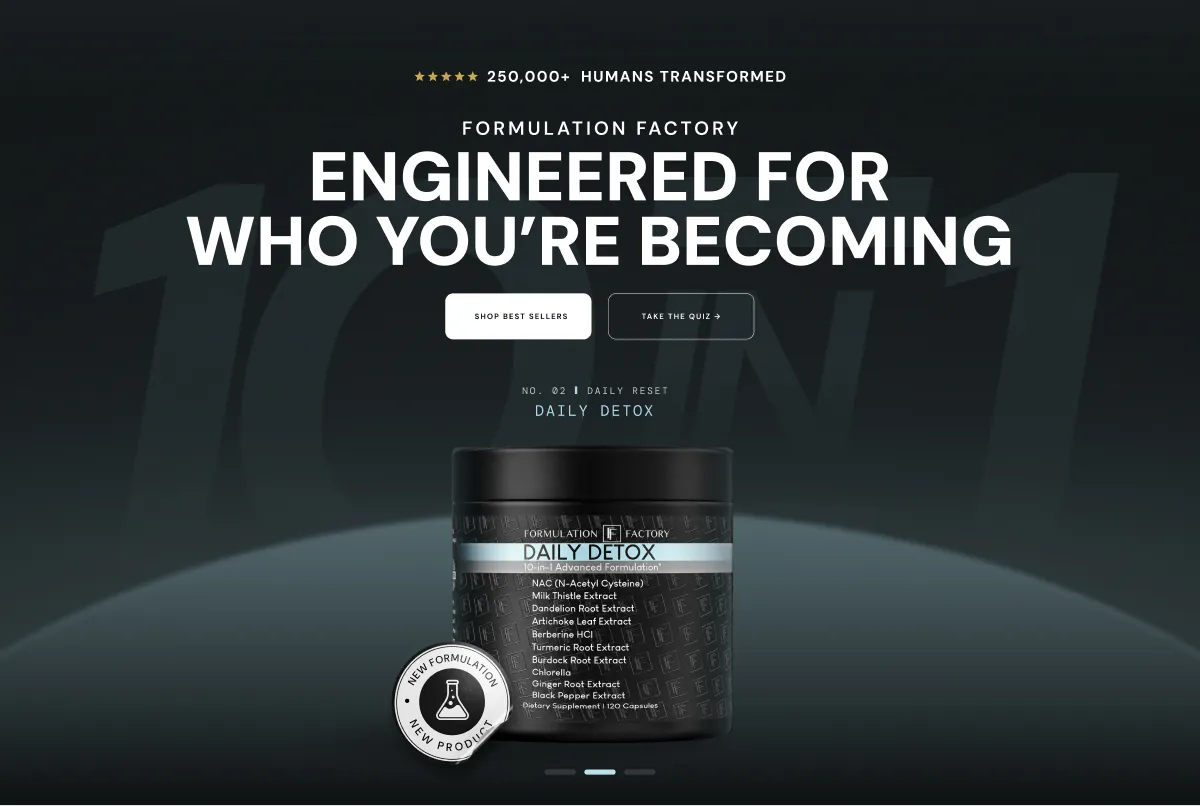 ★★★★★ 250,000+ HUMANS TRANSFORMED
FORMULATION FACTORY
ENGINEERED FOR
WHO YOU’RE BECOMING
SHOP BEST SELLERS
TAKE THE QUIZ →
10 IN 1
NO. 02 | DAILY RESET
DAILY DETOX
FORMULATION F FACTORY
DAILY DETOX
10-in-1 Advanced Formulation*
NAC (N-Acetyl Cysteine)
Milk Thistle Extract
Dandelion Root Extract
Artichoke Leaf Extract
Berberine HCl
Turmeric Root Extract
Burdock Root Extract
Chlorella
Ginger Root Extract
Black Pepper Extract
Dietary Supplement | 120 Capsules
NEW FORMULATION
NEW PRODUCT